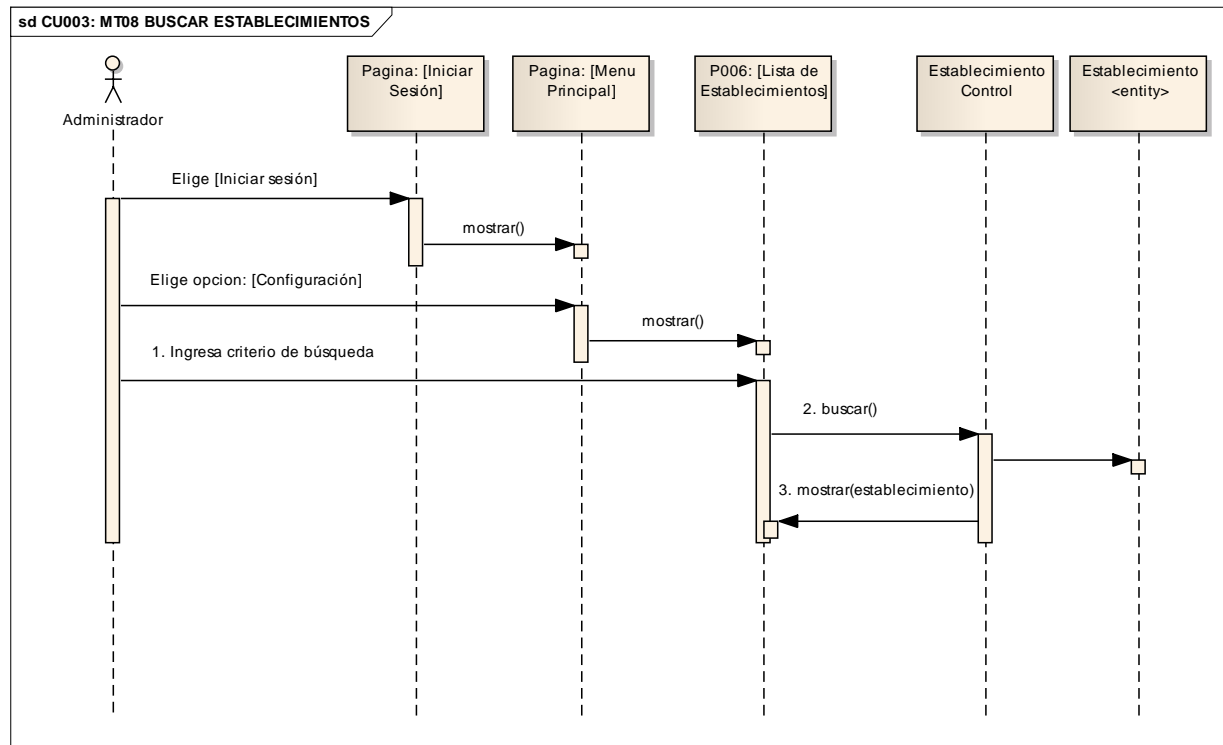 sd CU003: MT08 BUSCAR ESTABLECIMIENTOS
Administrador
Pagina: [Iniciar
Sesión]
Pagina: [Menu
Principal]
P006: [Lista de
Establecimientos]
Establecimiento
Control
Establecimiento
<entity>
Elige [Iniciar sesión]
mostrar()
Elige opcion: [Configuración]
mostrar()
1. Ingresa criterio de búsqueda
2. buscar()
3. mostrar(establecimiento)